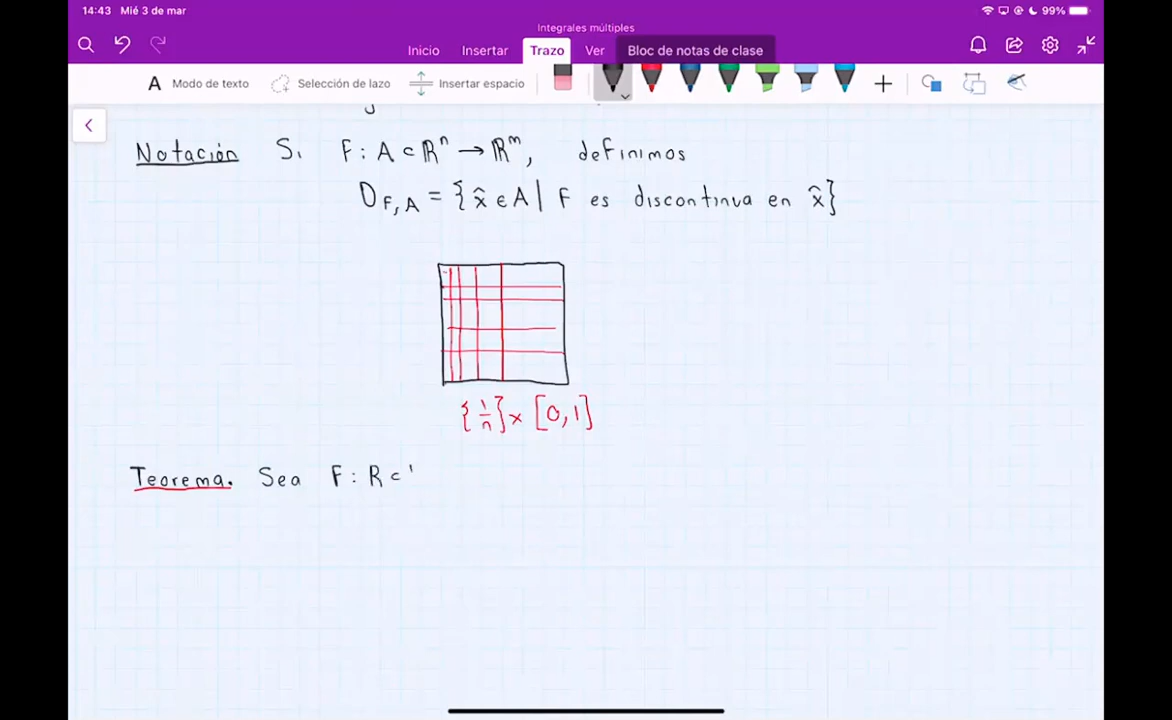 14:43 Mié 3 de mar 99%
Integrales múltiples
Inicio Insertar Trazo Ver Bloc de notas de clase
A Modo de texto Selección de lazo Insertar espacio
Notación Si F : A ⊂ ℝⁿ → ℝᵐ, definimos
D_{F,A} = {x̂ ∈ A | F es discontinva en x̂}
{1/n} × [0,1]
Teorema. Sea F : R ⊂